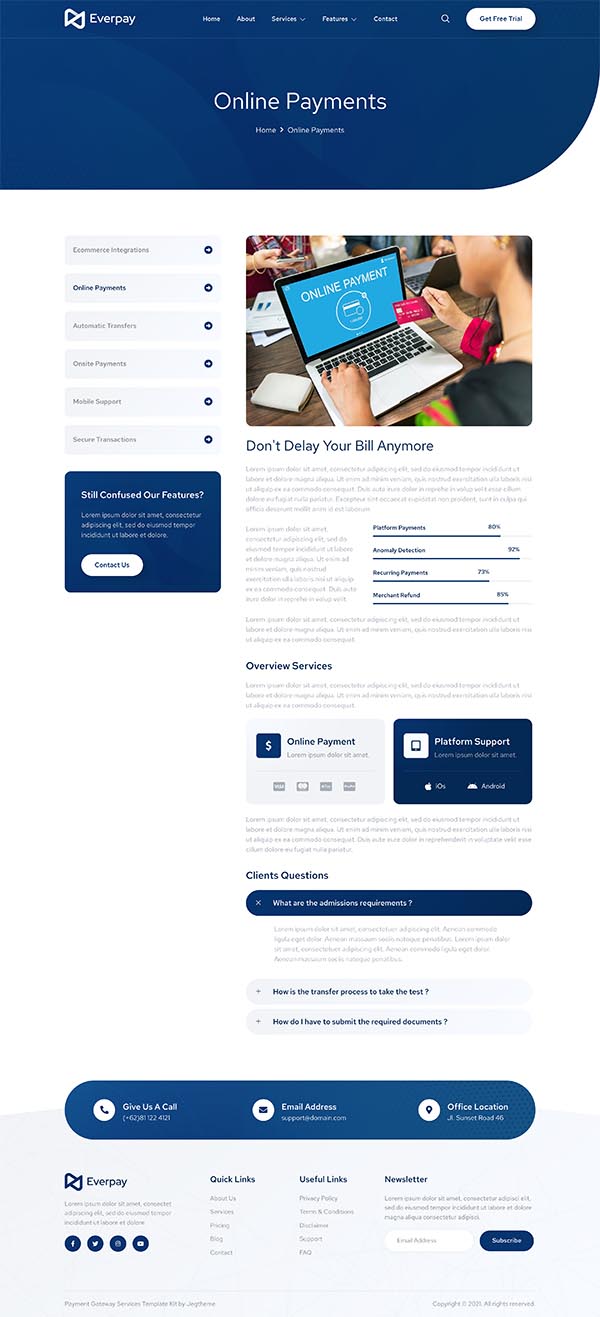 Everpay
Home About Services Features Contact Get Free Trial
Online Payments
Home Online Payments
Ecommerce Integrations
Online Payments
Automatic Transfers
Onsite Payments
Mobile Support
Secure Transactions
Still Confused Our Features?
Lorem ipsum dolor sit amet, consectetur
adipiscing elit, sed do eiusmod tempor
incididunt ut labore et dolore.
Contact Us
ONLINE PAYMENT
Don't Delay Your Bill Anymore
Lorem ipsum dolor sit amet, consectetur adipiscing elit, sed do eiusmod tempor incididunt ut
labore et dolore magna aliqua. Ut enim ad minim veniam, quis nostrud exercitation ullamco laboris nisi
ut aliquip ex ea commodo consequat. Duis aute irure dolor in reprehenderit in voluptate velit esse cillum
dolore eu fugiat nulla pariatur. Excepteur sint occaecat cupidatat non proident, sunt in culpa qui
officia deserunt mollit anim id est laborum
Lorem ipsum dolor sit amet,
consectetur adipiscing elit, sed do
eiusmod tempor incididunt ut labore
et dolore magna aliqua. Ut enim ad
minim veniam, quis nostrud
exercitation ullamco laboris nisi ut
aliquip ex ea commodo consequat. Duis aute
irure dolor in reprehe in volup velit.
Platform Payments 80%
Anomaly Detection 92%
Recurring Payments 73%
Merchant Refund 85%
Lorem ipsum dolor sit amet, consectetur adipiscing elit, sed do eiusmod tempor incididunt ut
labore et dolore magna aliqua. Ut enim ad minim veniam, quis nostrud exercitation ullamco laboris nisi
ut aliquip ex ea commodo consequat.
Overview Services
Lorem ipsum dolor sit amet, consectetur adipiscing elit, sed do eiusmod tempor incididunt ut
labore et dolore magna aliqua. Ut enim ad minim veniam, quis nostrud exercitation ullamco laboris nisi
ut aliquip ex ea commodo consequat.
Online Payment
Lorem ipsum dolor sit amet.
Platform Support
Lorem ipsum dolor sit amet.
iOs Android
Lorem ipsum dolor sit amet, consectetur adipiscing elit, sed do eiusmod tempor incididunt ut
labore et dolore magna aliqua. Ut enim ad minim veniam, quis nostrud exercitation ullamco laboris nisi
ut aliquip ex ea commodo consequat. Duis aute irure dolor in reprehenderit in voluptate velit esse
cillum dolore eu fugiat nulla pariatur.
Clients Questions
What are the admissions requirements ?
Lorem ipsum dolor sit amet, consectetuer adipiscing elit. Aenean commodo
ligula eget dolor. Aenean massaum sociis natoque penatibus. Lorem ipsum dolor
sit amet, consectetuer adipiscing elit. Aenean commodo ligula eget dolor.
Aenean massaum sociis natoque penatibus.
How is the transfer process to take the test ?
How do I have to submit the required documents ?
Give Us A Call
(+62)81 122 4121
Email Address
support@domain.com
Office Location
Jl. Sunset Road 46
Everpay
Lorem ipsum dolor sit amet, consectet
adipiscing elit, sed do eiusmod tempor
incididunt ut labore et dolore
Quick Links
About Us
Services
Pricing
Blog
Contact
Useful Links
Privacy Policy
Terms & Conditions
Disclaimer
Support
FAQ
Newsletter
Lorem ipsum dolor sit amet, consectetur adipisci elit,
sed do eiusmod tempor incididunt ut labore et dolore
magna aliqua consectetur adipisci.
Email Address Subscribe
Payment Gateway Services Template Kit by Jegtheme
Copyright © 2021. All rights reserved.